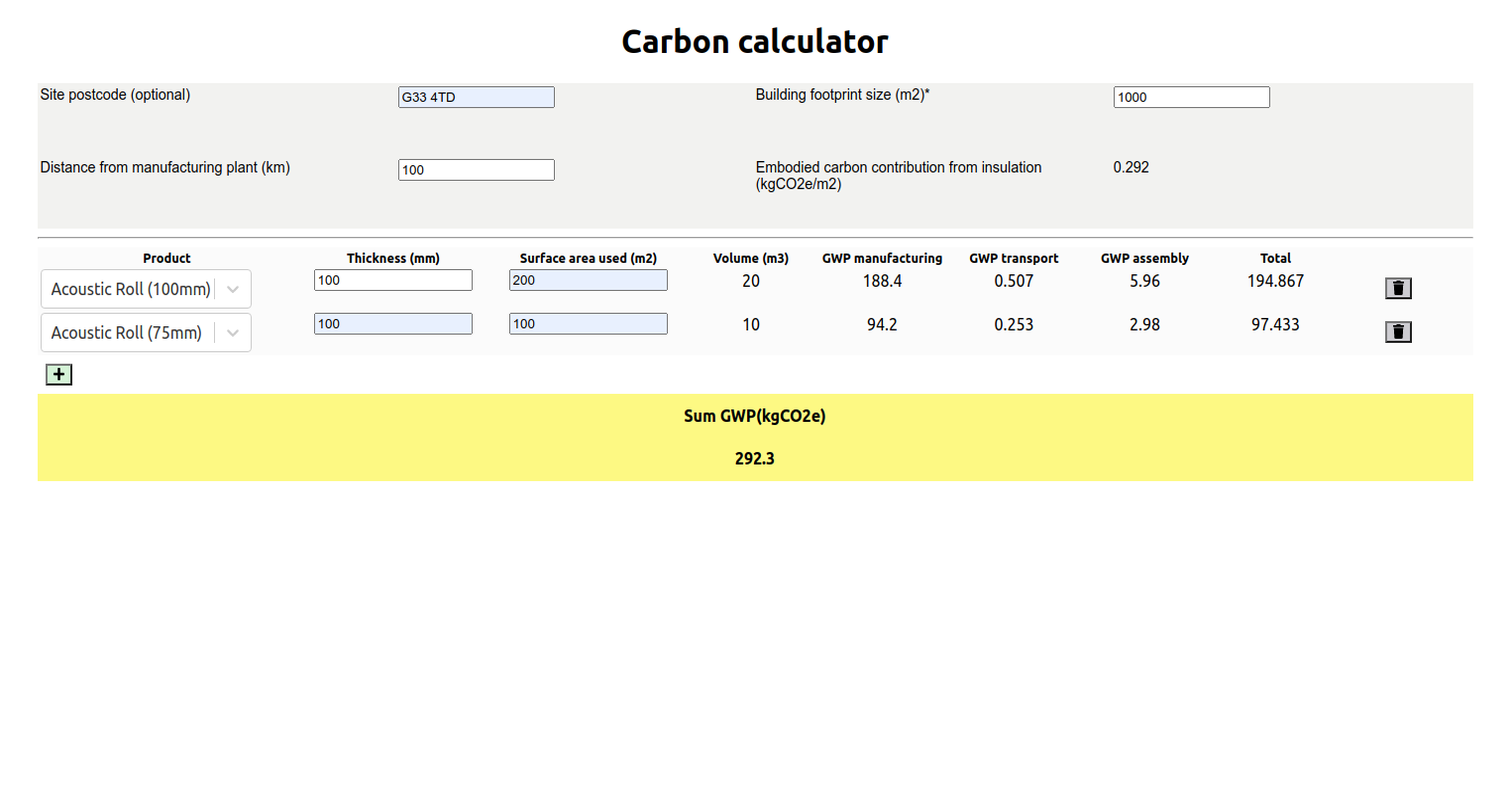 Carbon calculator
Site postcode (optional) G33 4TD Building footprint size (m2)* 1000
Distance from manufacturing plant (km) 100 Embodied carbon contribution from insulation 0.292
(kgCO2e/m2)
Product Thickness (mm) Surface area used (m2) Volume (m3) GWP manufacturing GWP transport GWP assembly Total
Acoustic Roll (100mm) 100 200 20 188.4 0.507 5.96 194.867
Acoustic Roll (75mm) 100 100 10 94.2 0.253 2.98 97.433
+
Sum GWP(kgCO2e)
292.3